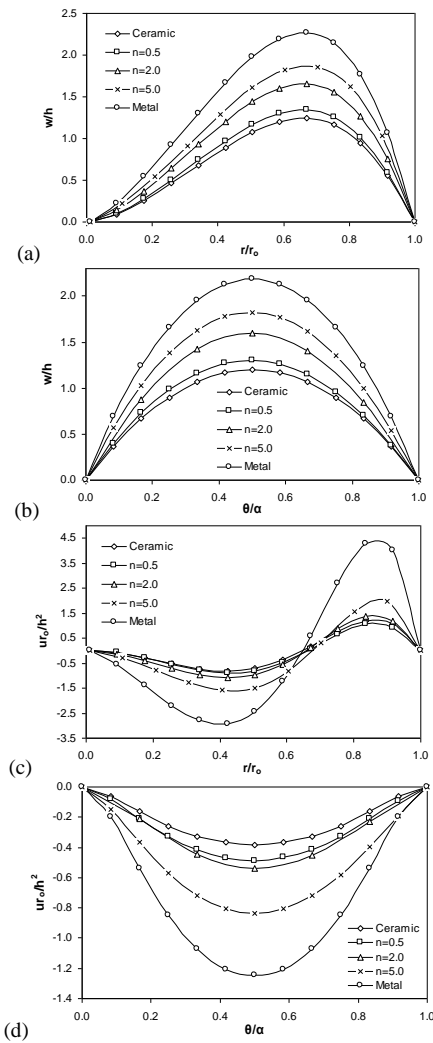 2.5
2.0
1.5
1.0
0.5
0.0
w/h
Ceramic
n=0.5
n=2.0
n=5.0
Metal
0.0 0.2 0.4 0.6 0.8 1.0
r/rₒ
(a)
2.0
1.5
1.0
0.5
0.0
w/h
Ceramic
n=0.5
n=2.0
n=5.0
Metal
0.0 0.2 0.4 0.6 0.8 1.0
θ/α
(b)
4.5
3.5
2.5
1.5
0.5
-0.5
-1.5
-2.5
-3.5
urₒ/h²
Ceramic
n=0.5
n=2.0
n=5.0
Metal
0.0 0.2 0.4 0.6 0.8 1.0
r/rₒ
(c)
0.0
-0.2
-0.4
-0.6
-0.8
-1.0
-1.2
-1.4
urₒ/h²
Ceramic
n=0.5
n=2.0
n=5.0
Metal
0.0 0.2 0.4 0.6 0.8 1.0
θ/α
(d)